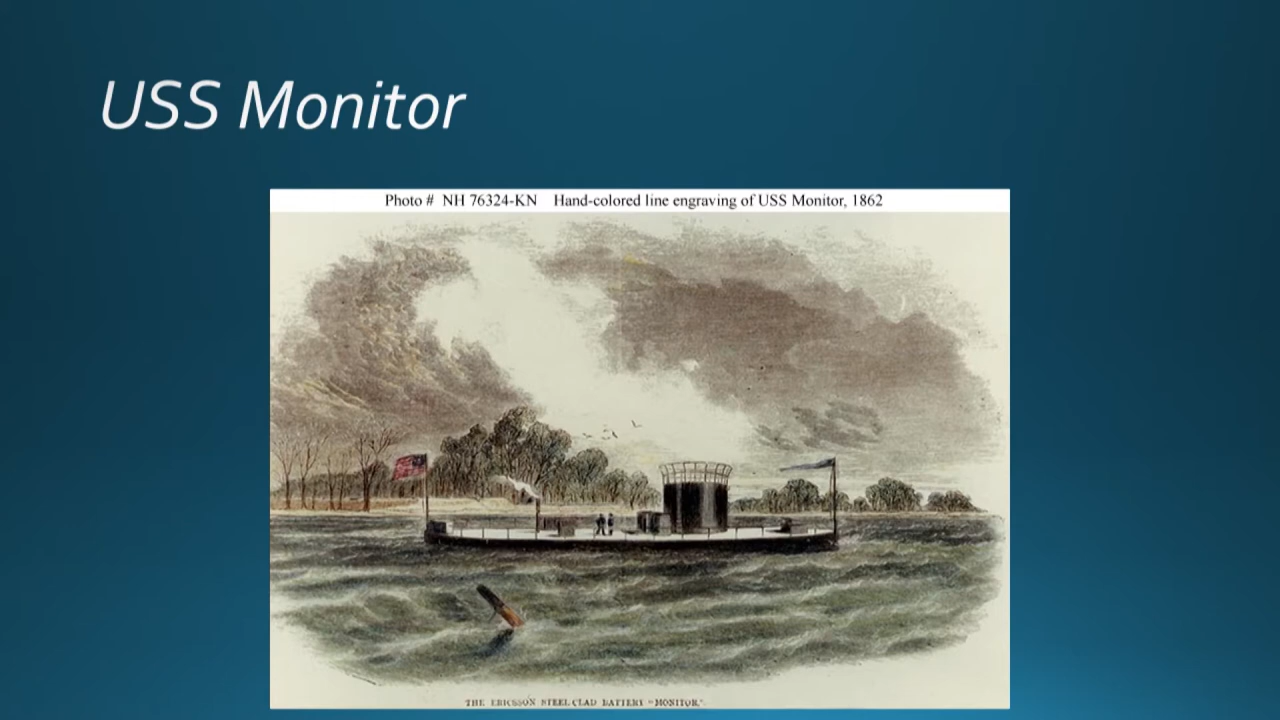 USS Monitor
Photo # NH 76324-KN Hand-colored line engraving of USS Monitor, 1862
THE ERICSSON STEEL-CLAD BATTERY "MONITOR."